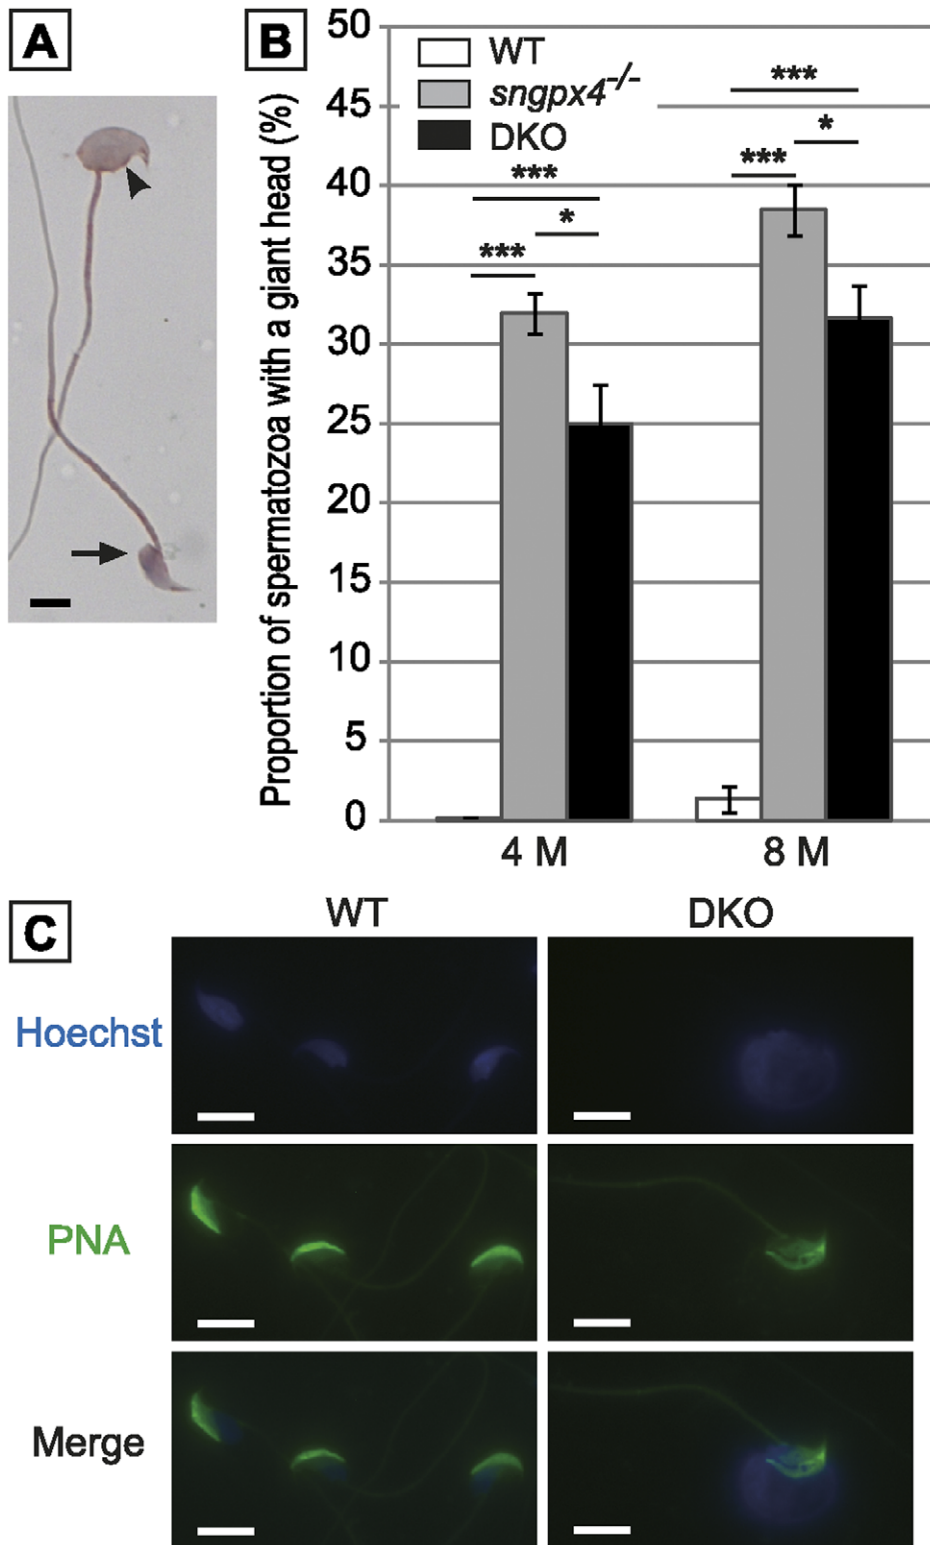 A
B
Proportion of spermatozoa with a giant head (%)
50
45
40
35
30
25
20
15
10
5
0
WT
sngpx4-/-
DKO
***
*
***
***
*
***
4 M
8 M
C
WT
DKO
Hoechst
PNA
Merge